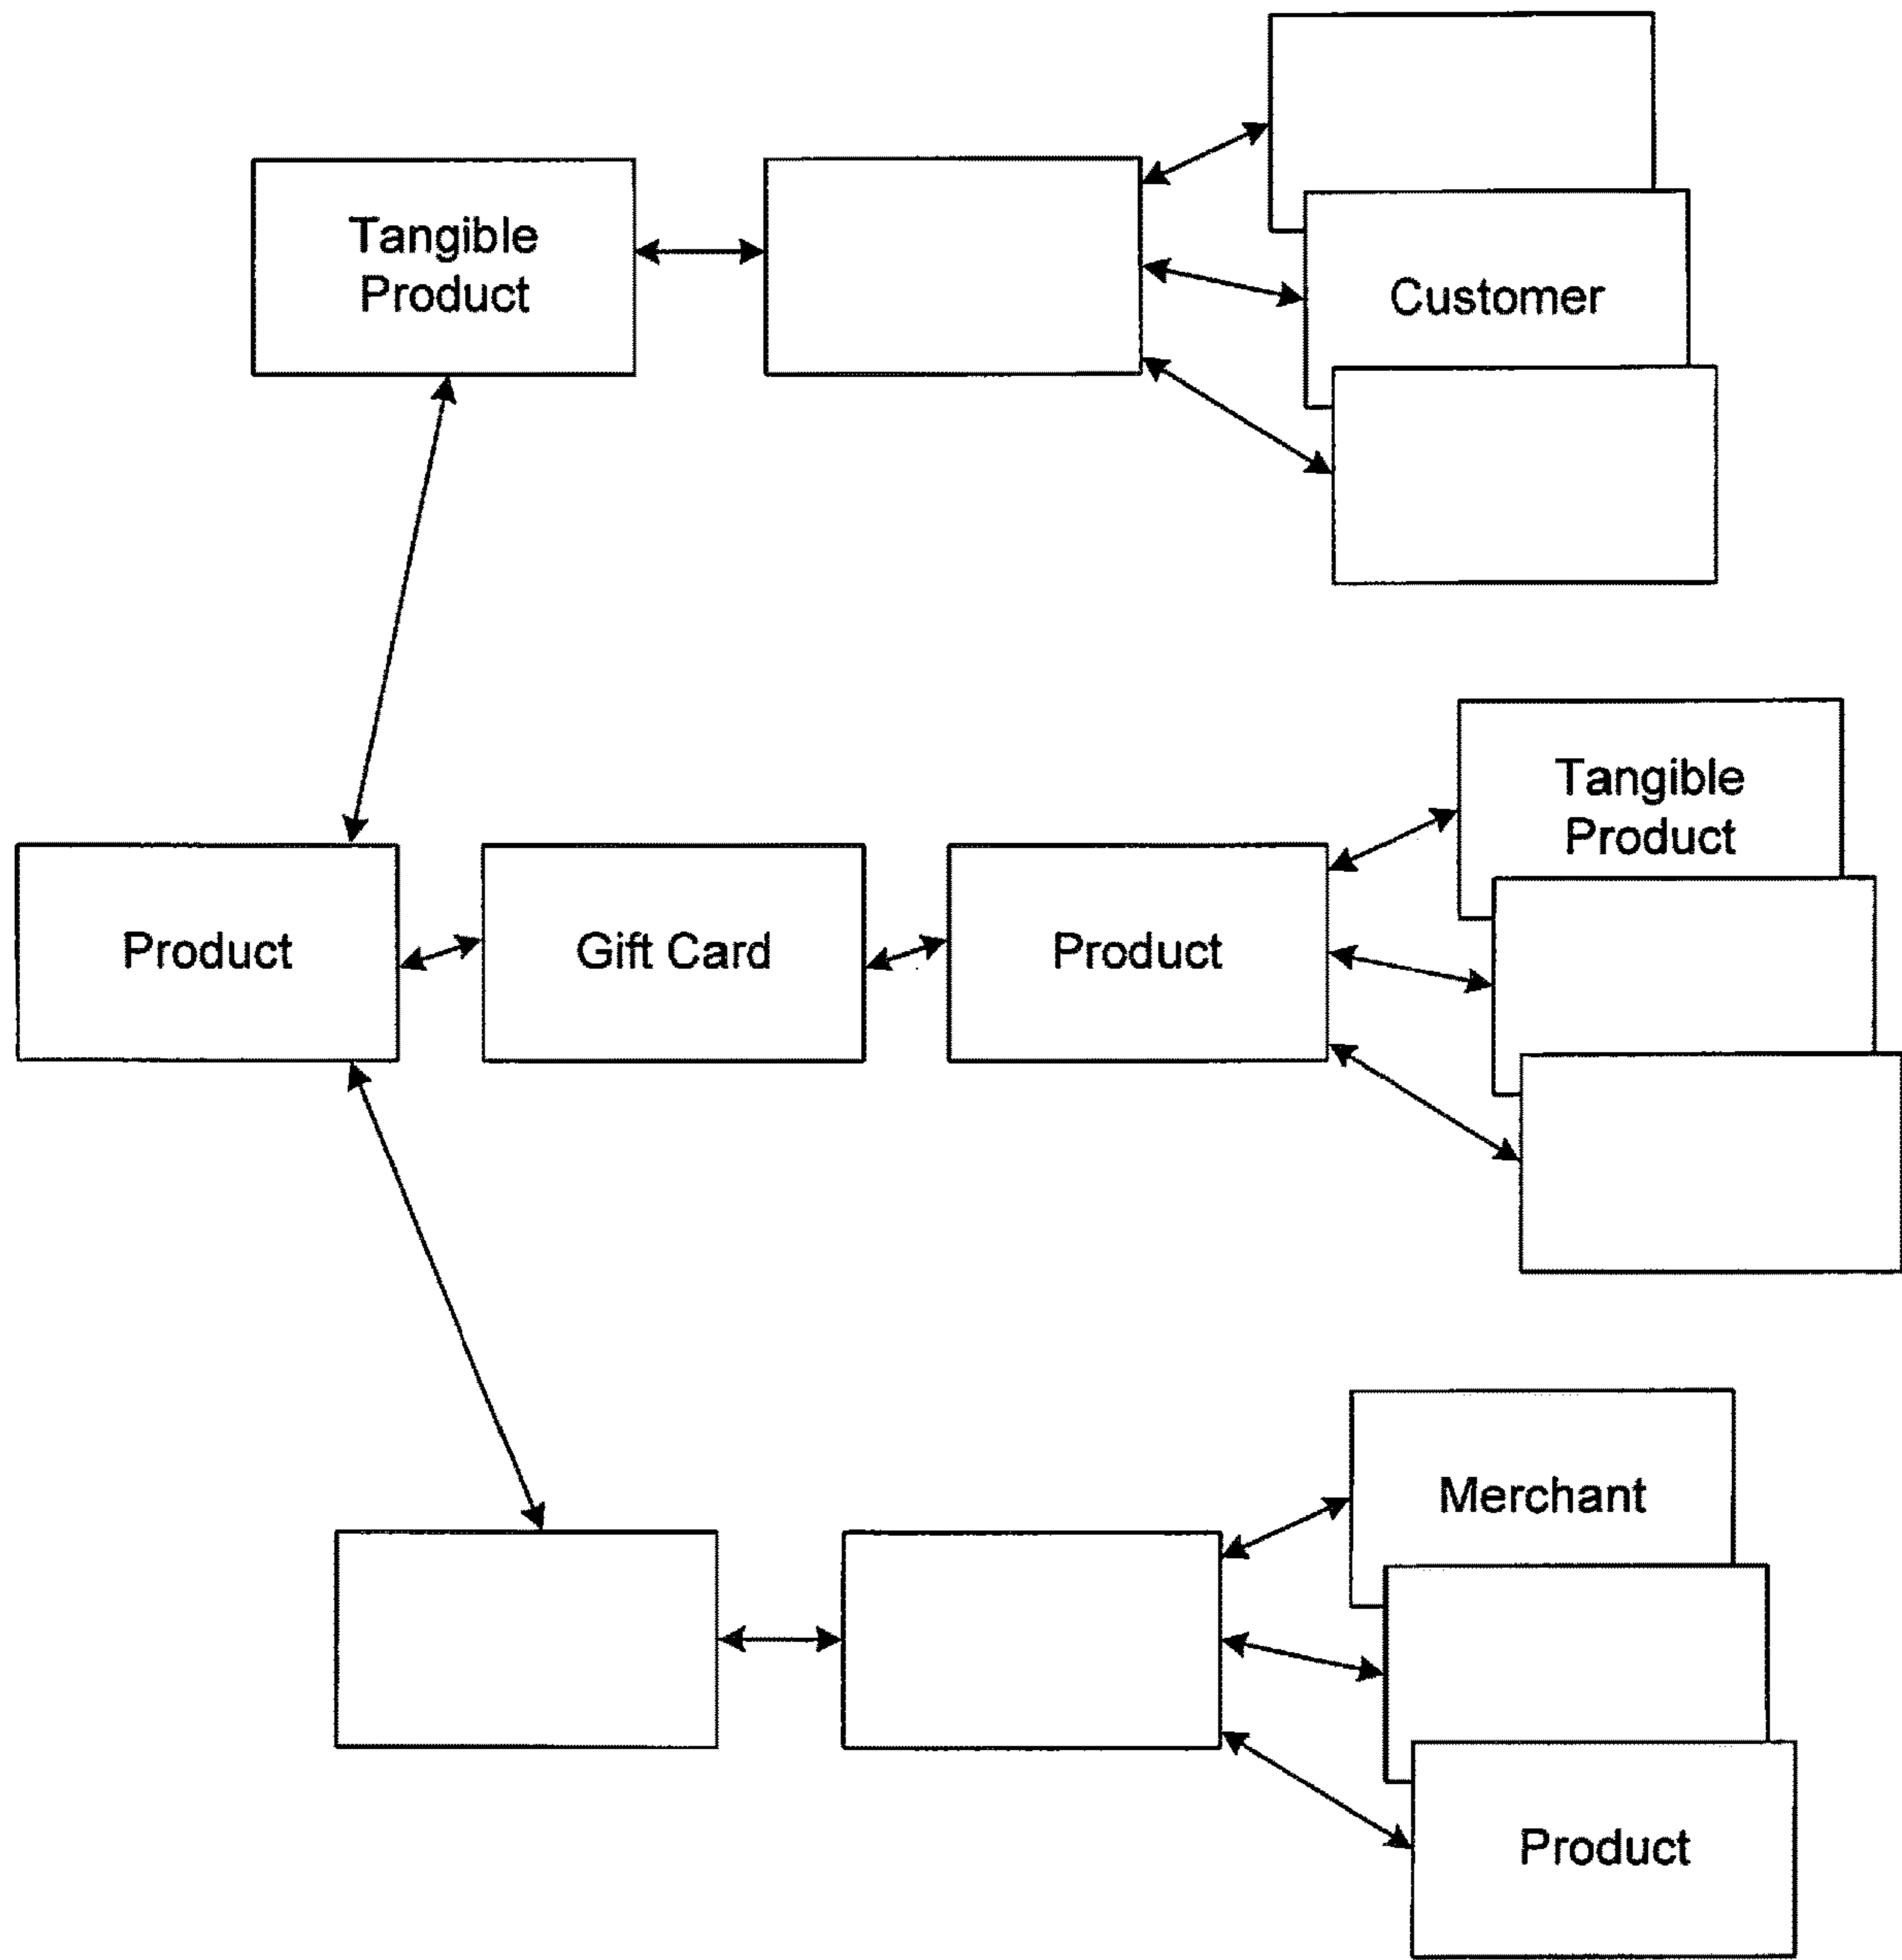 Tangible
Product
Customer
Tangible
Product
Product
Gift Card
Product
Merchant
Product